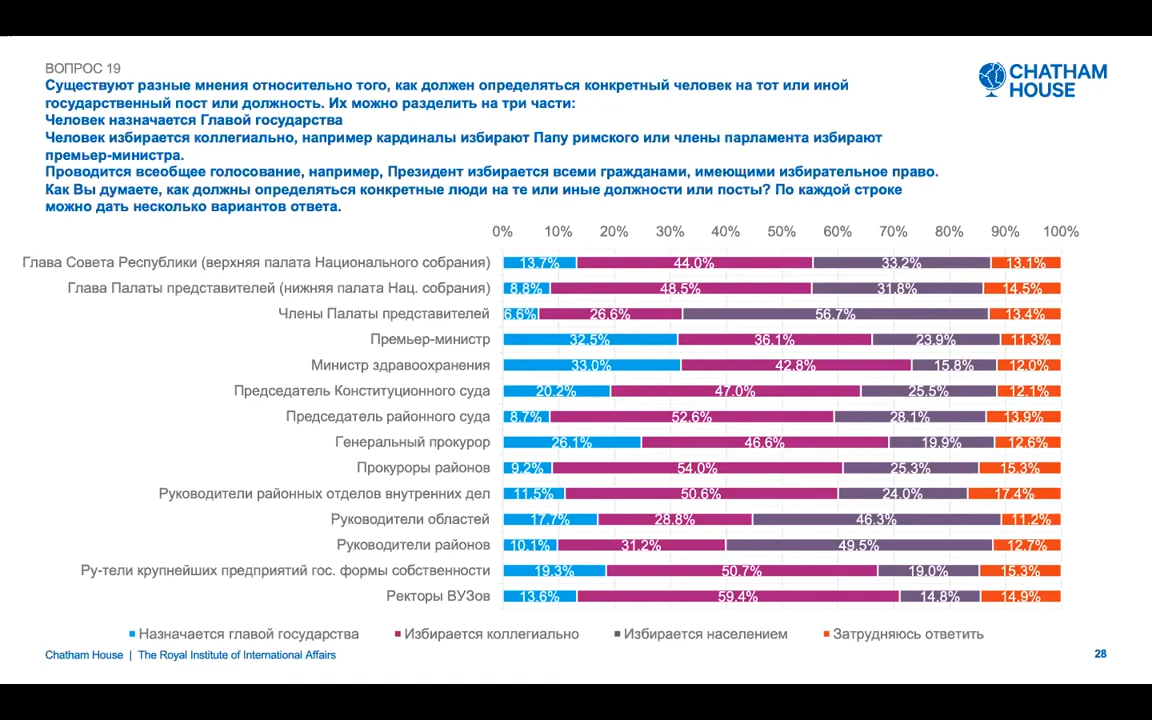 ВОПРОС 19
Существуют разные мнения относительно того, как должен определяться конкретный человек на тот или иной
государственный пост или должность. Их можно разделить на три части:
Человек назначается Главой государства
Человек избирается коллегиально, например кардиналы избирают Папу римского или члены парламента избирают
премьер-министра.
Проводится всеобщее голосование, например, Президент избирается всеми гражданами, имеющими избирательное право.
Как Вы думаете, как должны определяться конкретные люди на те или иные должности или посты? По каждой строке
можно дать несколько вариантов ответа.
CHATHAM
HOUSE
0% 10% 20% 30% 40% 50% 60% 70% 80% 90% 100%
Глава Совета Республики (верхняя палата Национального собрания) 13.7% 44.0% 33.2% 13.1%
Глава Палаты представителей (нижняя палата Нац. собрания) 8.8% 48.5% 31.8% 14.5%
Члены Палаты представителей 6.6% 26.6% 56.7% 13.4%
Премьер-министр 32.5% 36.1% 23.9% 11.3%
Министр здравоохранения 33.0% 42.8% 15.8% 12.0%
Председатель Конституционного суда 20.2% 47.0% 25.5% 12.1%
Председатель районного суда 8.7% 52.6% 28.1% 13.9%
Генеральный прокурор 26.1% 46.6% 19.9% 12.6%
Прокуроры районов 9.2% 54.0% 25.3% 15.3%
Руководители районных отделов внутренних дел 11.5% 50.6% 24.0% 17.4%
Руководители областей 17.7% 28.8% 46.3% 11.2%
Руководители районов 10.1% 31.2% 49.5% 12.7%
Ру-тели крупнейших предприятий гос. формы собственности 19.3% 50.7% 19.0% 15.3%
Ректоры ВУЗов 13.6% 59.4% 14.8% 14.9%
Назначается главой государства Избирается коллегиально Избирается населением Затрудняюсь ответить
Chatham House | The Royal Institute of International Affairs
28